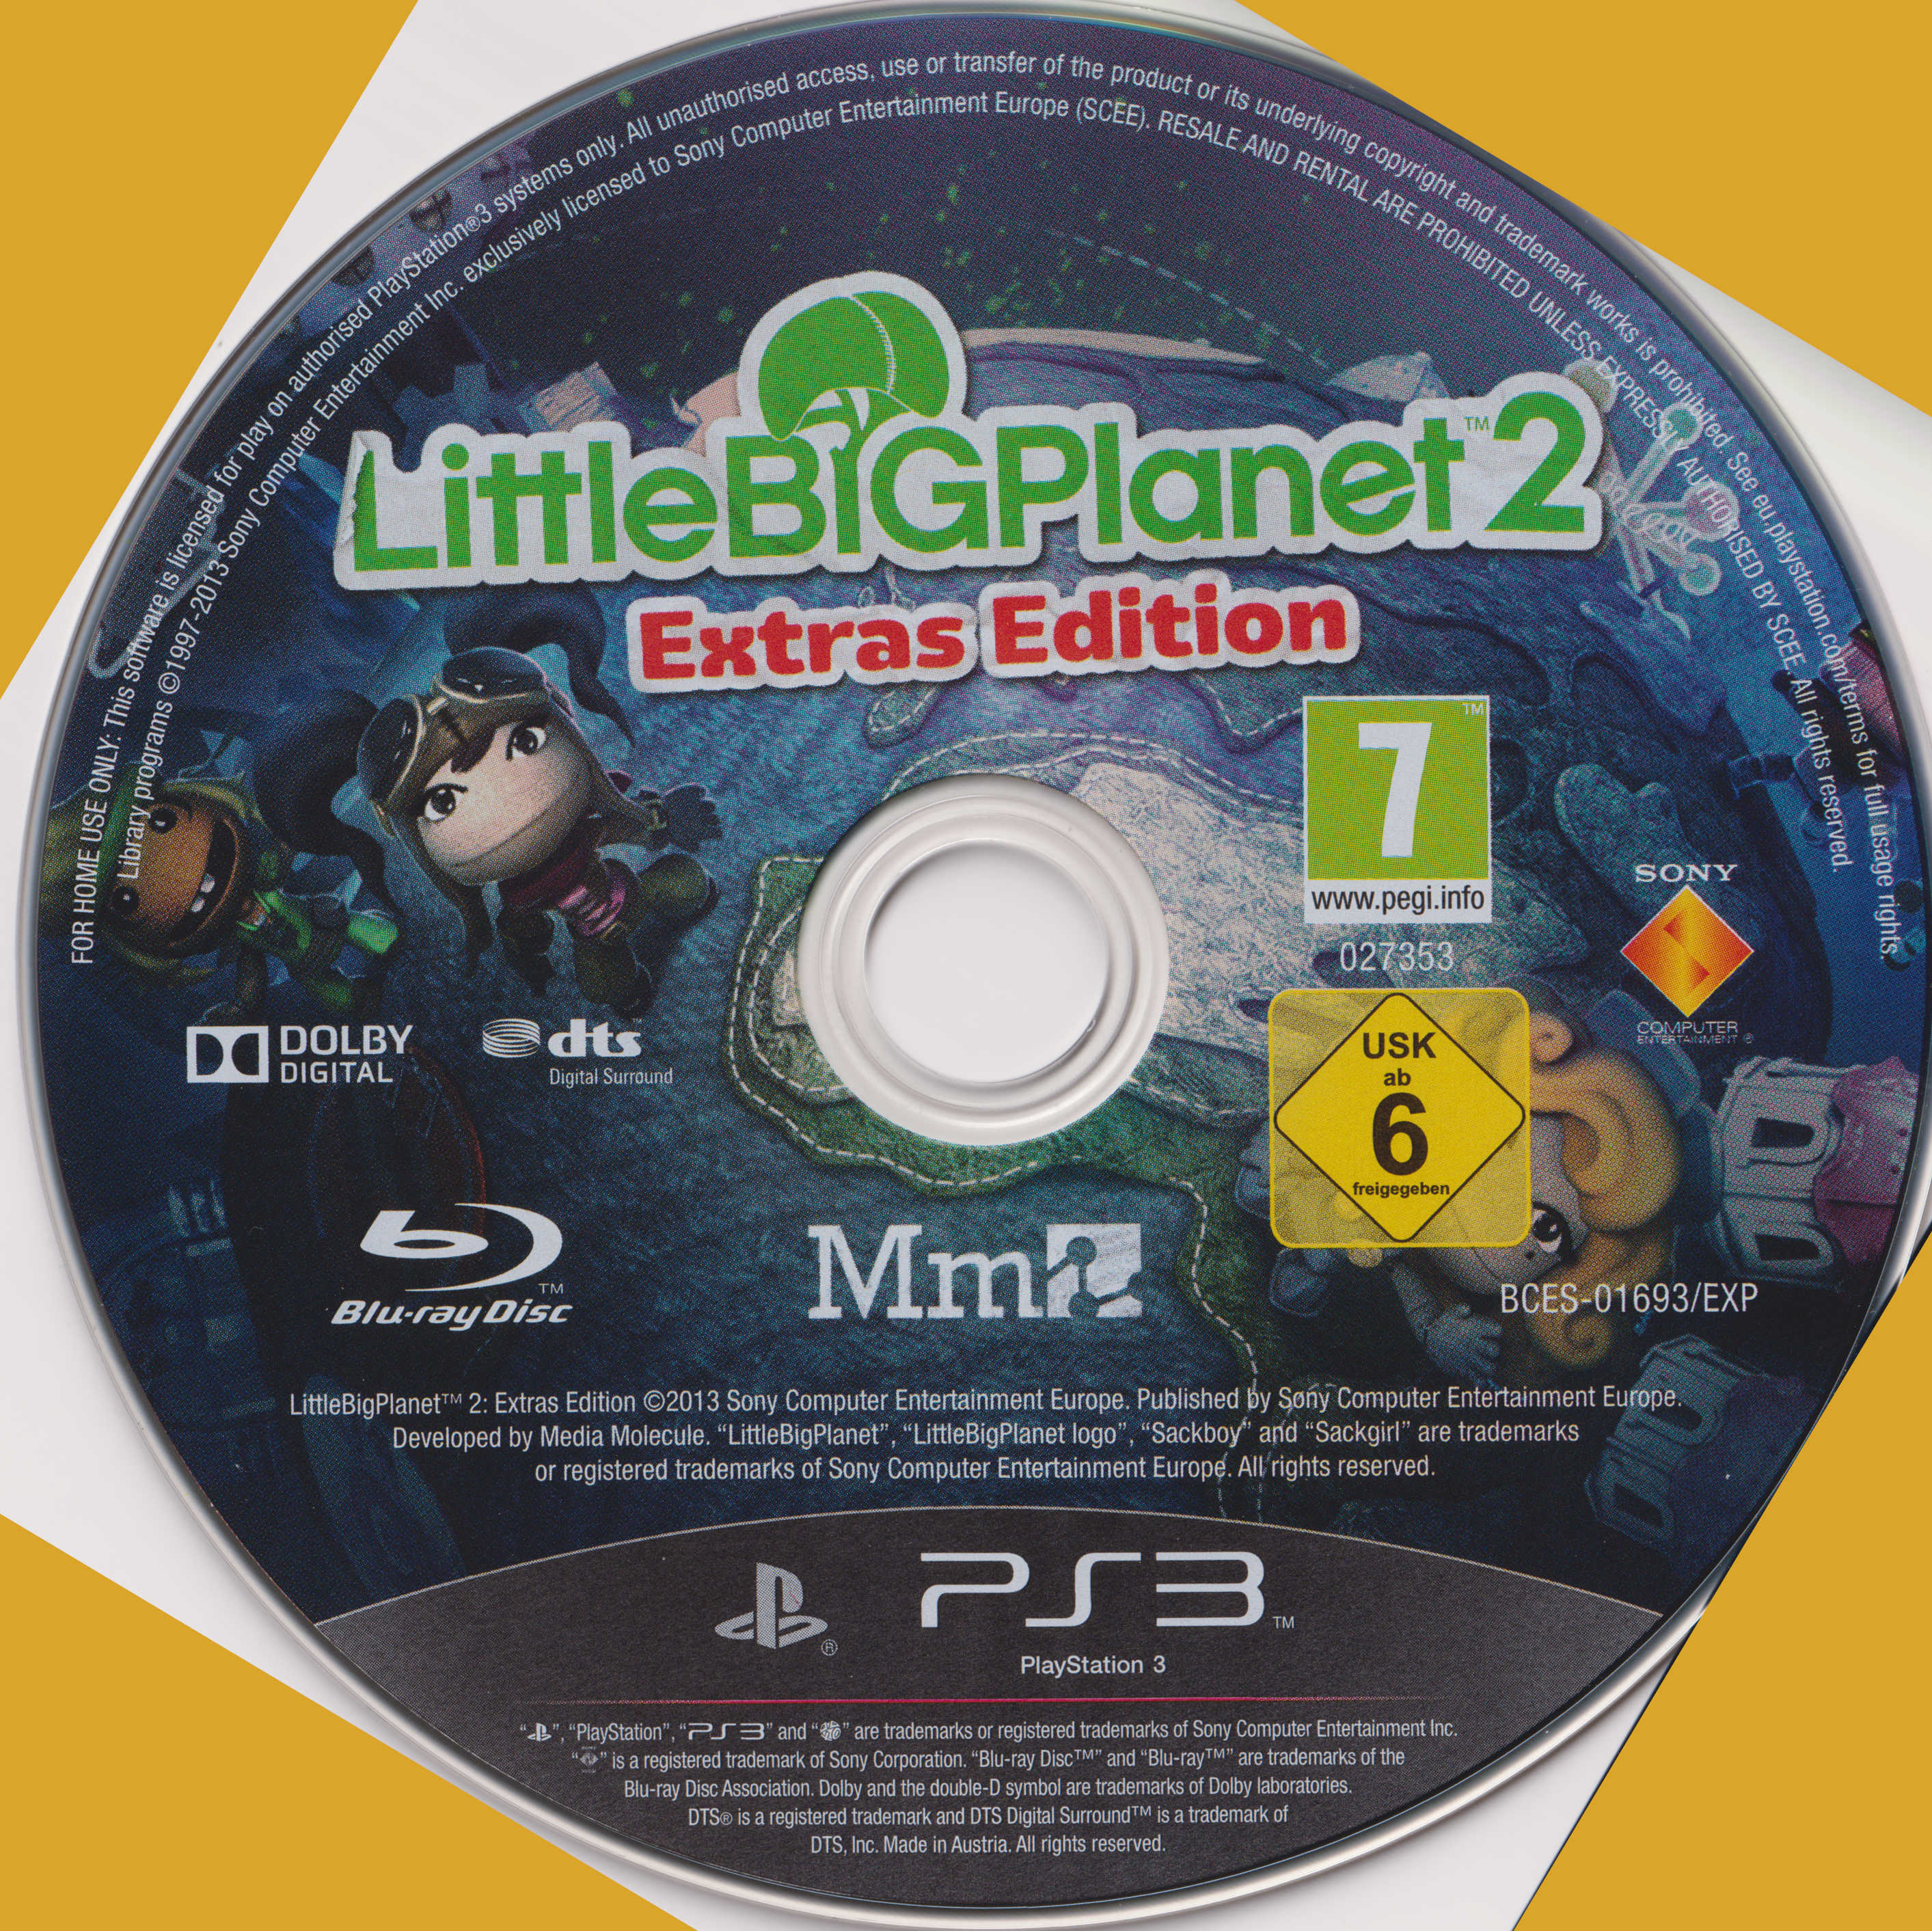 FOR HOME USE ONLY: This software is licensed for play on authorised PlayStation®3 systems only. All unauthorised access, use or transfer of the product or its underlying copyright and trademark works is prohibited. See eu.playstation.com/terms for full usage rights.
Library programs ©1997-2013 Sony Computer Entertainment Inc. exclusively licensed to Sony Computer Entertainment Europe (SCEE). RESALE AND RENTAL ARE PROHIBITED UNLESS EXPRESSLY AUTHORISED BY SCEE. All rights reserved.
LittleBIGPlanet™2
Extras Edition
7™
www.pegi.info
027353
SONY
COMPUTER
ENTERTAINMENT ®
DOLBY
DIGITAL
dts™
Digital Surround
USK
ab
6
freigegeben
Blu-ray Disc™
Mm
BCES-01693/EXP
LittleBigPlanet™ 2: Extras Edition ©2013 Sony Computer Entertainment Europe. Published by Sony Computer Entertainment Europe.
Developed by Media Molecule. “LittleBigPlanet”, “LittleBigPlanet logo”, “Sackboy” and “Sackgirl” are trademarks
or registered trademarks of Sony Computer Entertainment Europe. All rights reserved.
® PS3™
PlayStation 3
“ ”, “PlayStation”, “PS3” and “ ” are trademarks or registered trademarks of Sony Computer Entertainment Inc.
“ ” is a registered trademark of Sony Corporation. “Blu-ray Disc™” and “Blu-ray™” are trademarks of the
Blu-ray Disc Association. Dolby and the double-D symbol are trademarks of Dolby laboratories.
DTS® is a registered trademark and DTS Digital Surround™ is a trademark of
DTS, Inc. Made in Austria. All rights reserved.